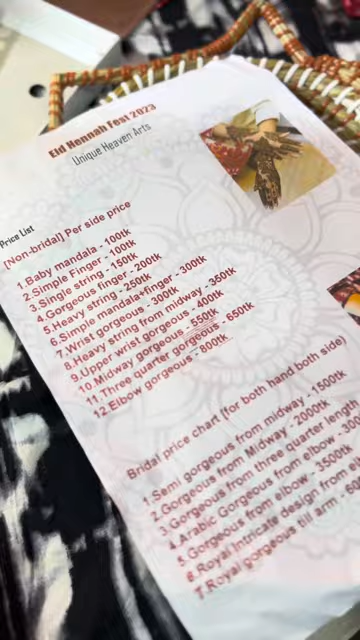 Eid Hennah Fest 2023
Unique Heaven Arts
Price List
[Non-bridal] Per side price
1.Baby mandala - 100tk
2.Simple Finger - 100tk
3.Single string - 150tk
4.Gorgeous finger - 200tk
5.Heavy string - 250tk
6.Simple mandala+finger - 300tk
7.Wrist gorgeous - 300tk
8.Heavy string from midway - 350tk
9.Upper wrist gorgeous - 400tk
10.Midway gorgeous - 550tk
11.Three quarter gorgeous - 650tk
12.Elbow gorgeous - 800tk
Bridal price chart [for both hand both side)
1.Semi gorgeous from midway - 1500tk
2.Gorgeous from Midway - 2000tk
3.Gorgeous from three quarter length
4.Arabic Gorgeous from elbow - 300
5.Gorgeous from elbow - 3500tk
6.Royal intricate design from
7.Royal gorgeous till arm -